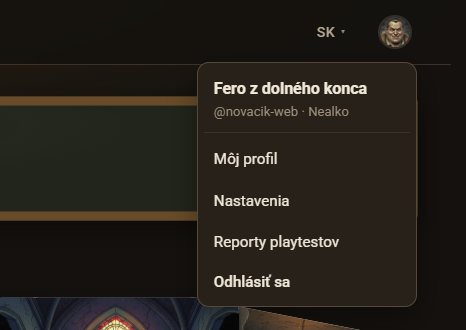 SK
Fero z dolného konca
@novacik-web · Nealko
Môj profil
Nastavenia
Reporty playtestov
Odhlásiť sa